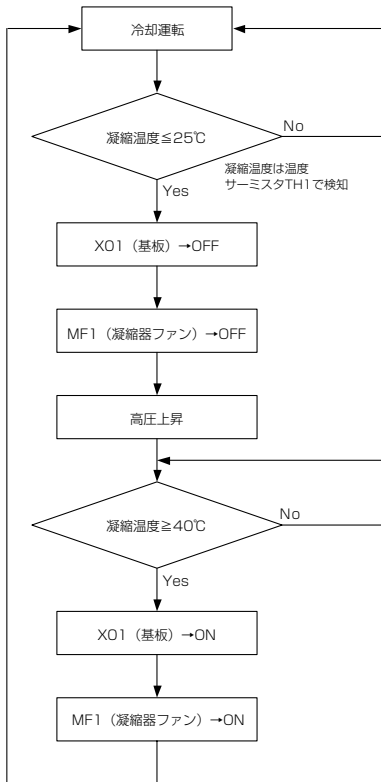 冷却運転
凝縮温度≦25℃
No
凝縮温度は温度
サーミスタTH1で検知
Yes
X01（基板）→OFF
MF1（凝縮器ファン）→OFF
高圧上昇
凝縮温度≧40℃
No
Yes
X01（基板）→ON
MF1（凝縮器ファン）→ON